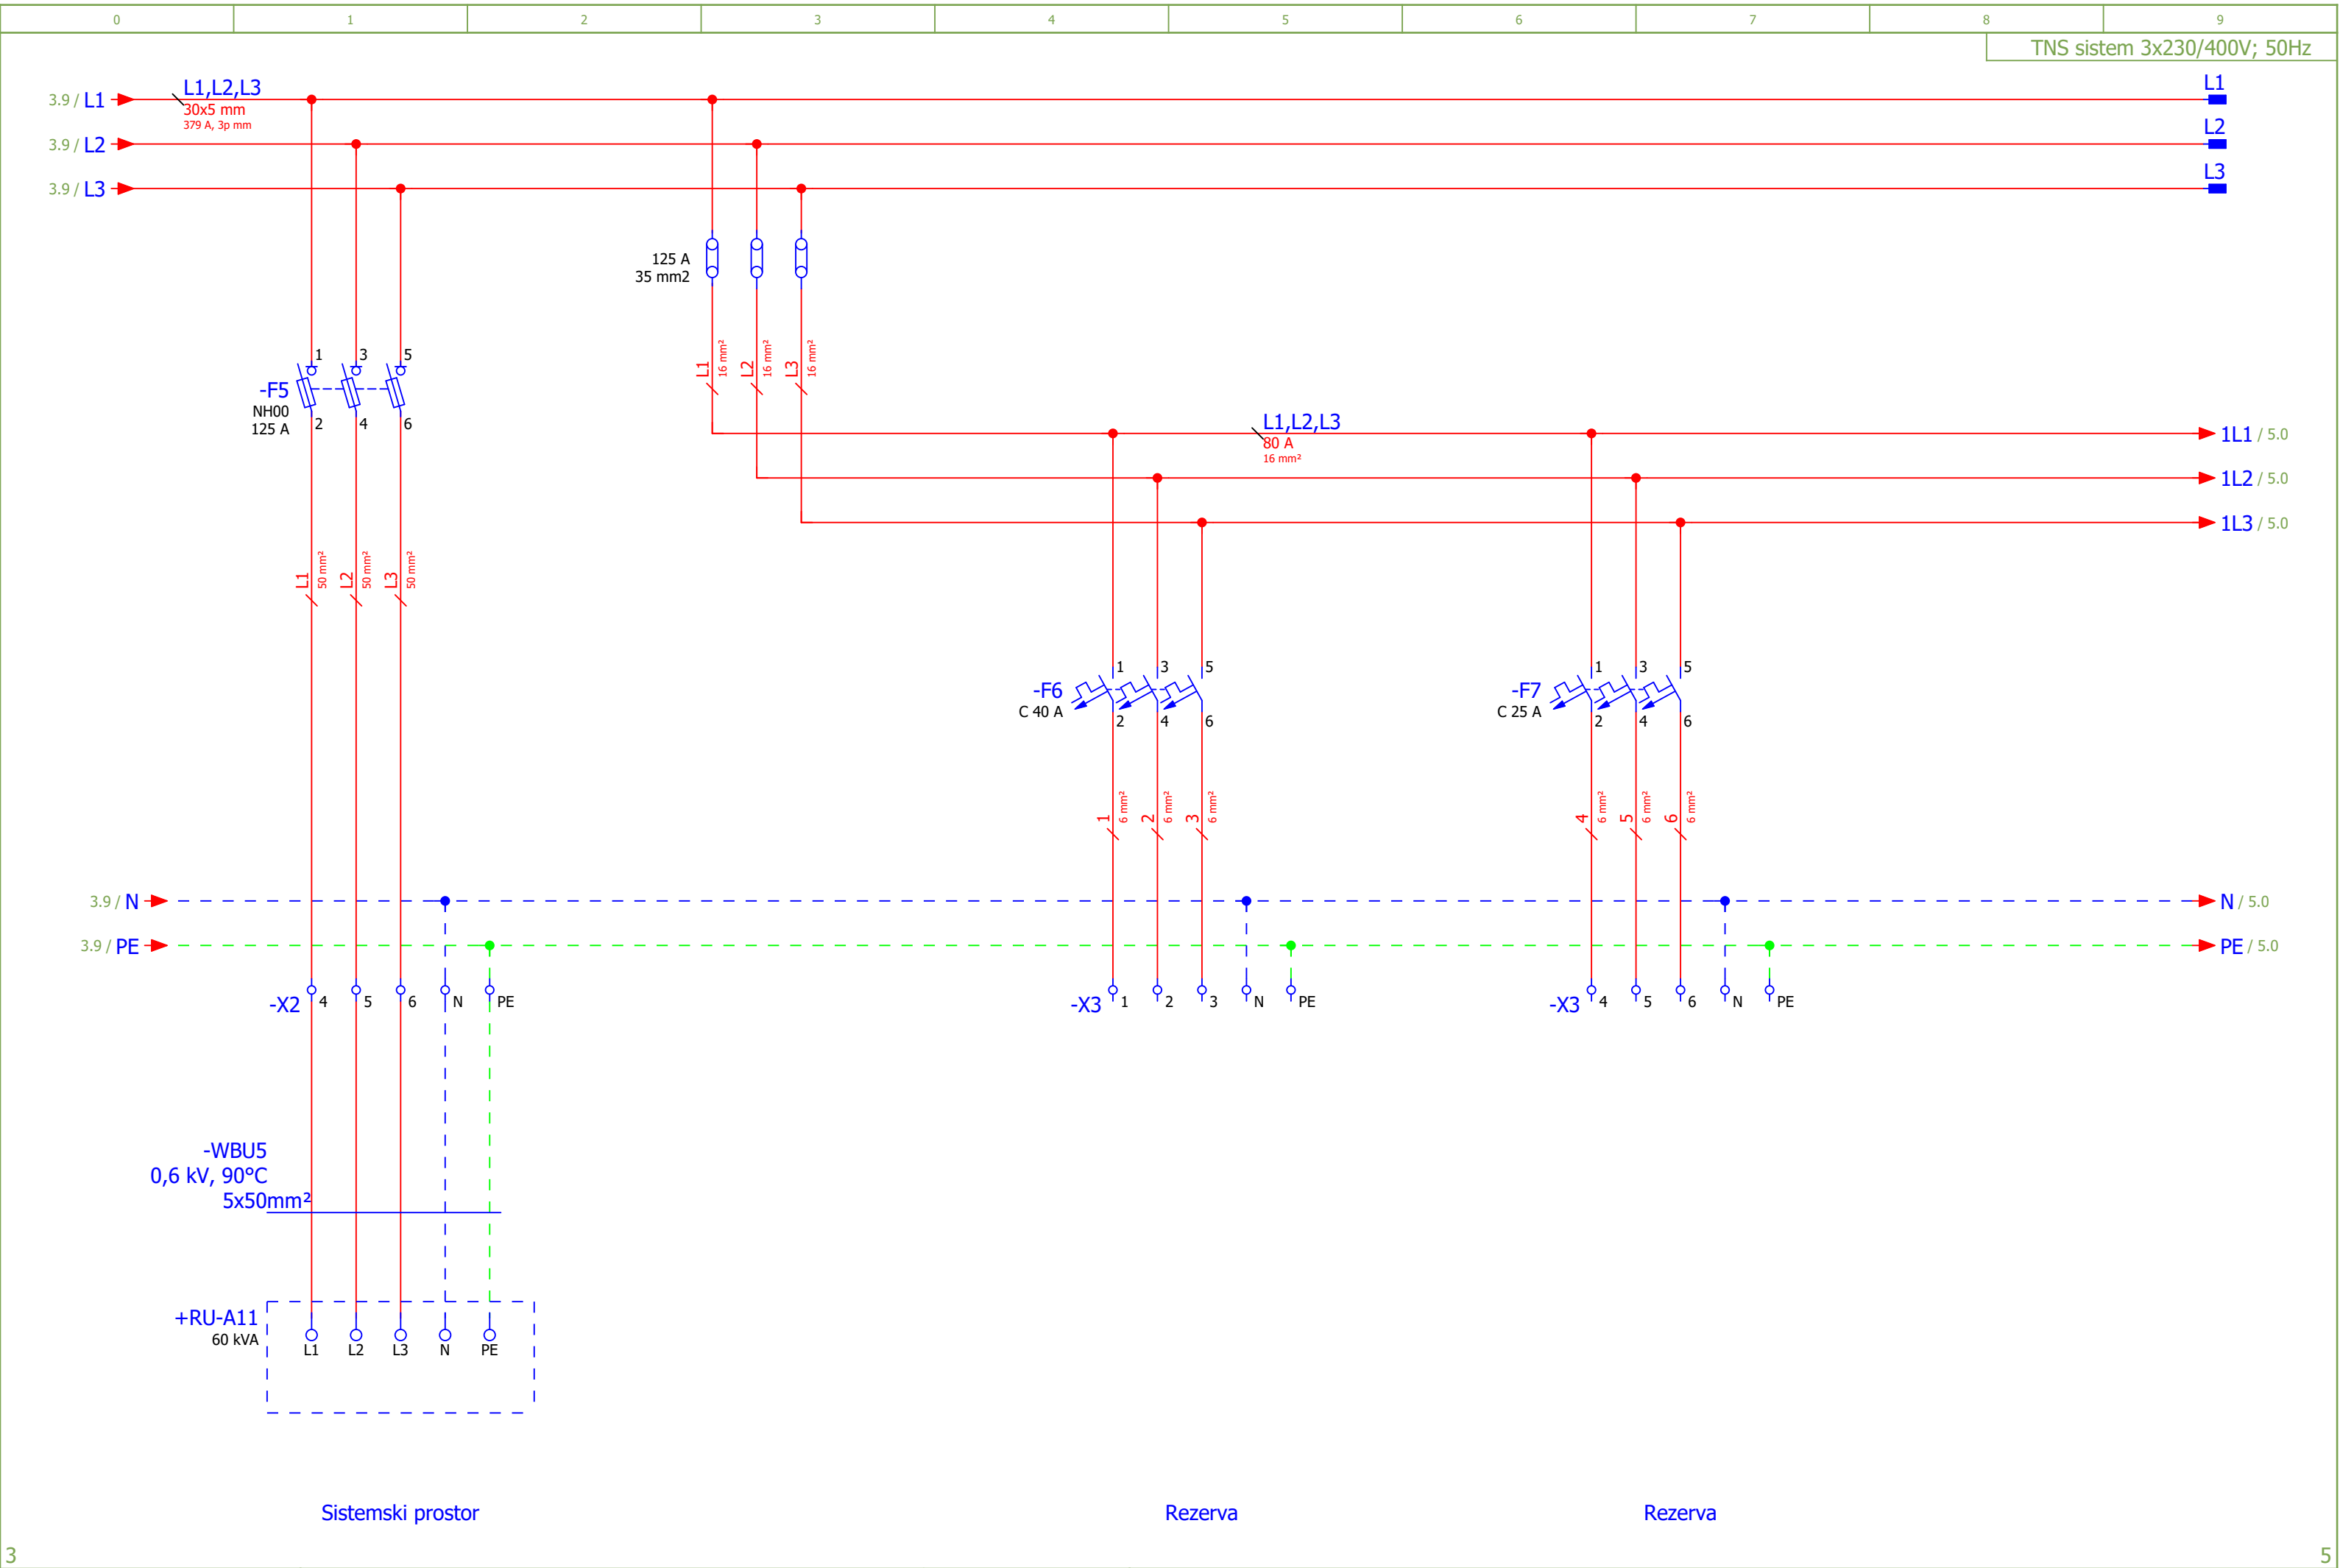 0 1 2 3 4 5 6 7 8 9
TNS sistem 3x230/400V; 50Hz
3.9 / L1
L1,L2,L3
30x5 mm
379 A, 3p mm
L1
3.9 / L2
L2
3.9 / L3
L3
125 A
35 mm2
L1 16 mm²
L2 16 mm²
L3 16 mm²
1 3 5
-F5
NH00
125 A
2 4 6
L1,L2,L3
80 A
16 mm²
1L1 / 5.0
1L2 / 5.0
1L3 / 5.0
L1 50 mm²
L2 50 mm²
L3 50 mm²
1 3 5
-F6
C 40 A
2 4 6
1 3 5
-F7
C 25 A
2 4 6
1 6 mm²
2 6 mm²
3 6 mm²
4 6 mm²
5 6 mm²
6 6 mm²
3.9 / N
N / 5.0
3.9 / PE
PE / 5.0
-X2 4 5 6 N PE
-X3 1 2 3 N PE
-X3 4 5 6 N PE
-WBU5
0,6 kV, 90°C
5x50mm²
+RU-A11
60 kVA
L1 L2 L3 N PE
Sistemski prostor
Rezerva
Rezerva
3
5